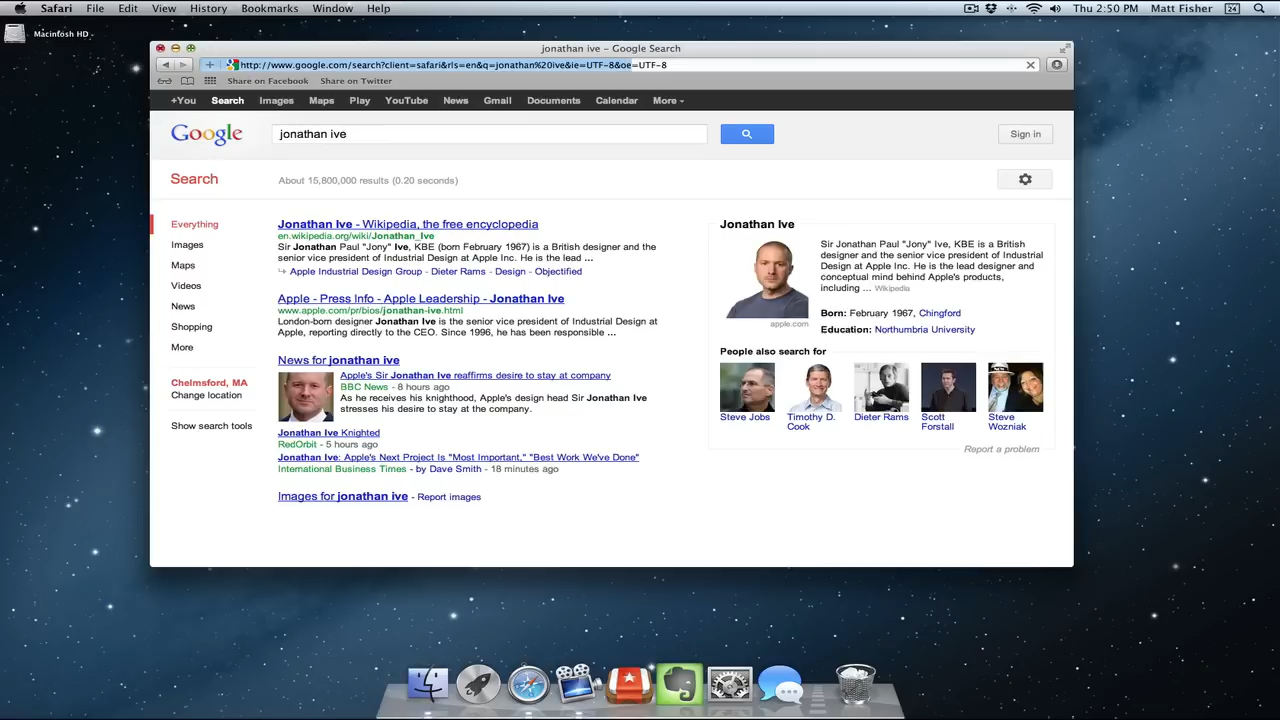 Safari File Edit View History Bookmarks Window Help Thu 2:50 PM Matt Fisher 24
Macintosh HD
jonathan ive – Google Search
http://www.google.com/search?client=safari&rls=en&q=jonathan%20ive&ie=UTF-8&oe=UTF-8
Share on Facebook Share on Twitter
+You Search Images Maps Play YouTube News Gmail Documents Calendar More
Google jonathan ive Sign in
Search About 15,800,000 results (0.20 seconds)
Everything
Images
Maps
Videos
News
Shopping
More
Chelmsford, MA
Change location
Show search tools
Jonathan Ive - Wikipedia, the free encyclopedia
en.wikipedia.org/wiki/Jonathan_Ive
Sir Jonathan Paul "Jony" Ive, KBE (born February 1967) is a British designer and the
senior vice president of Industrial Design at Apple Inc. He is the lead ...
Apple Industrial Design Group - Dieter Rams - Design - Objectified
Apple - Press Info - Apple Leadership - Jonathan Ive
www.apple.com/pr/bios/jonathan-ive.html
London-born designer Jonathan Ive is the senior vice president of Industrial Design at
Apple, reporting directly to the CEO. Since 1996, he has been responsible ...
News for jonathan ive
Apple's Sir Jonathan Ive reaffirms desire to stay at company
BBC News - 8 hours ago
As he receives his knighthood, Apple's design head Sir Jonathan Ive
stresses his desire to stay at the company.
Jonathan Ive Knighted
RedOrbit - 5 hours ago
Jonathan Ive: Apple's Next Project Is "Most Important," "Best Work We've Done"
International Business Times - by Dave Smith - 18 minutes ago
Images for jonathan ive - Report images
Jonathan Ive
Sir Jonathan Paul "Jony" Ive, KBE is a British
designer and the senior vice president of
Industrial Design at Apple Inc. He is the
lead designer and
conceptual mind behind Apple's products,
including ... Wikipedia
apple.com
Born: February 1967, Chingford
Education: Northumbria University
People also search for
Steve Jobs
Timothy D. Cook
Dieter Rams
Scott Forstall
Steve Wozniak
Report a problem